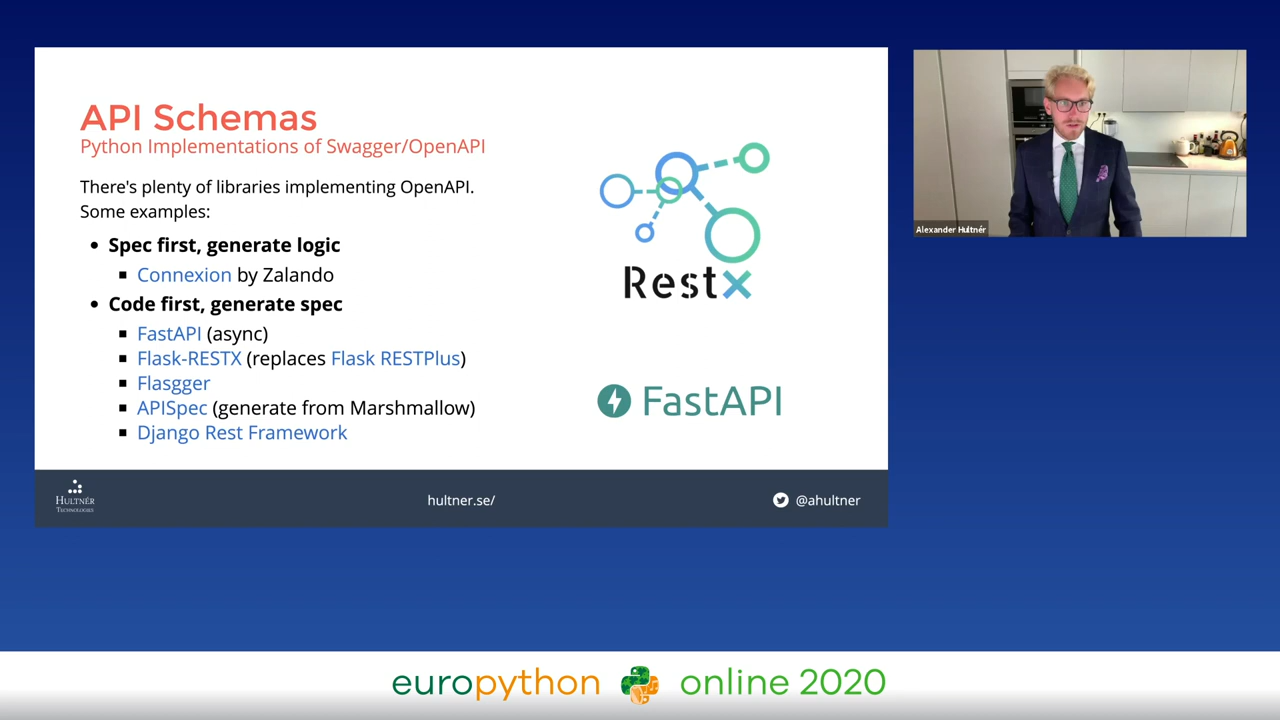 API Schemas
Python Implementations of Swagger/OpenAPI
There's plenty of libraries implementing OpenAPI.
Some examples:
Spec first, generate logic
Connexion by Zalando
Code first, generate spec
FastAPI (async)
Flask-RESTX (replaces Flask RESTPlus)
Flasgger
APISpec (generate from Marshmallow)
Django Rest Framework
Restx
FastAPI
HULTNÉR
TECHNOLOGIES
hultner.se/
@ahultner
Alexander Hultnér
europython online 2020